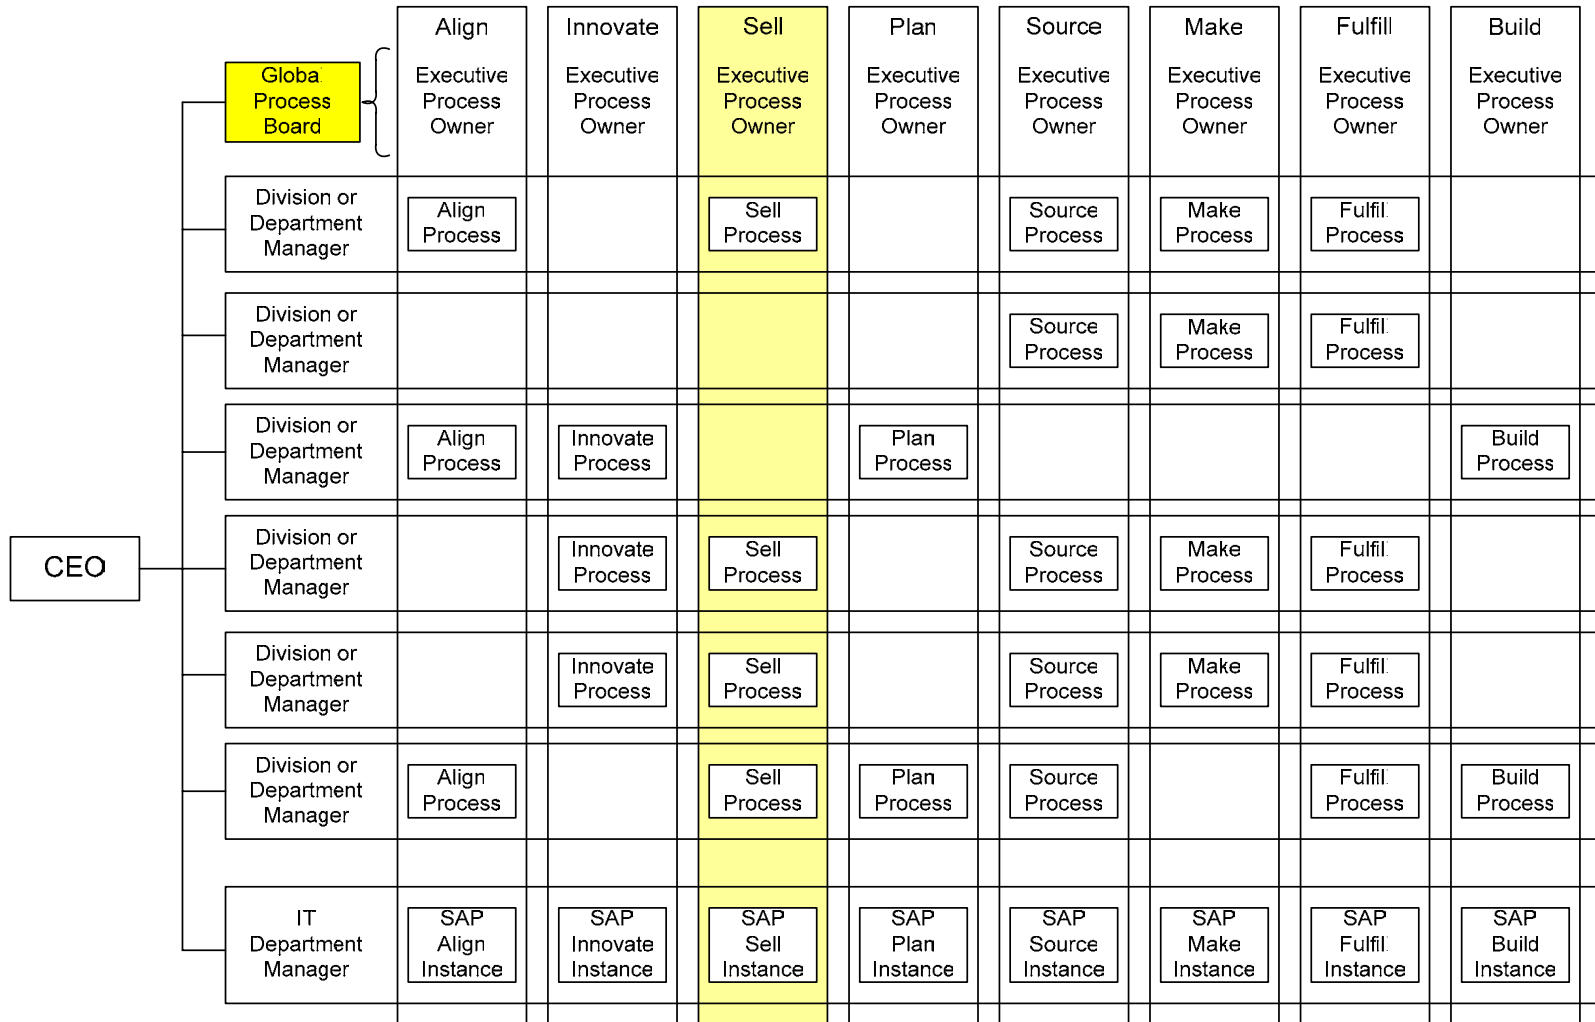 Align
Innovate
Sell
Plan
Source
Make
Fulfill
Build
Globa
Process
Board
Executive
Process
Owner
Executive
Process
Owner
Executive
Process
Owner
Executive
Process
Owner
Executive
Process
Owner
Executive
Process
Owner
Executive
Process
Owner
Executive
Process
Owner
Division or
Department
Manager
Align
Process
Sell
Process
Source
Process
Make
Process
Fulfil
Process
Division or
Department
Manager
Source
Process
Make
Process
Fulfil
Process
Division or
Department
Manager
Align
Process
Innovate
Process
Plan
Process
Build
Process
CEO
Division or
Department
Manager
Innovate
Process
Sell
Process
Source
Process
Make
Process
Fulfil
Process
Division or
Department
Manager
Innovate
Process
Sell
Process
Source
Process
Make
Process
Fulfil
Process
Division or
Department
Manager
Align
Process
Sell
Process
Plan
Process
Source
Process
Fulfil
Process
Build
Process
IT
Department
Manager
SAP
Align
Instance
SAP
Innovate
Instance
SAP
Sell
Instance
SAP
Plan
Instance
SAP
Source
Instance
SAP
Make
Instance
SAP
Fulfil
Instance
SAP
Build
Instance